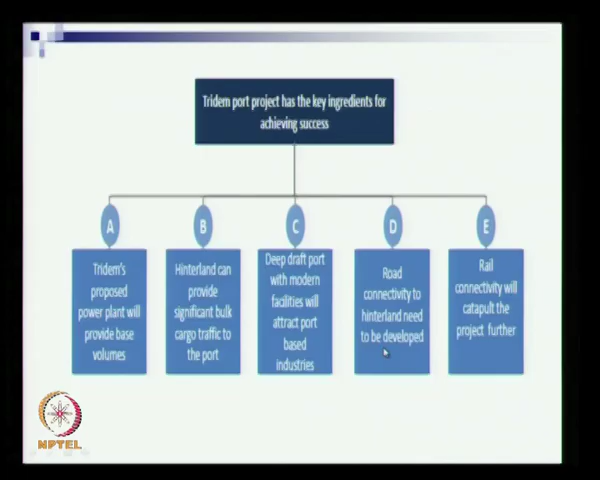 Tridem port project has the key ingredients for
achieving success
A
B
C
D
E
Tridem's
proposed
power plant will
provide base
volumes
Hinterland can
provide
significant bulk
cargo traffic to
the port
Deep draft port
with modern
facilities will
attract port
based
industries
Road
connectivity to
hinterland need
to be developed
Rail
connectivity will
catapult the
project further
NPTEL